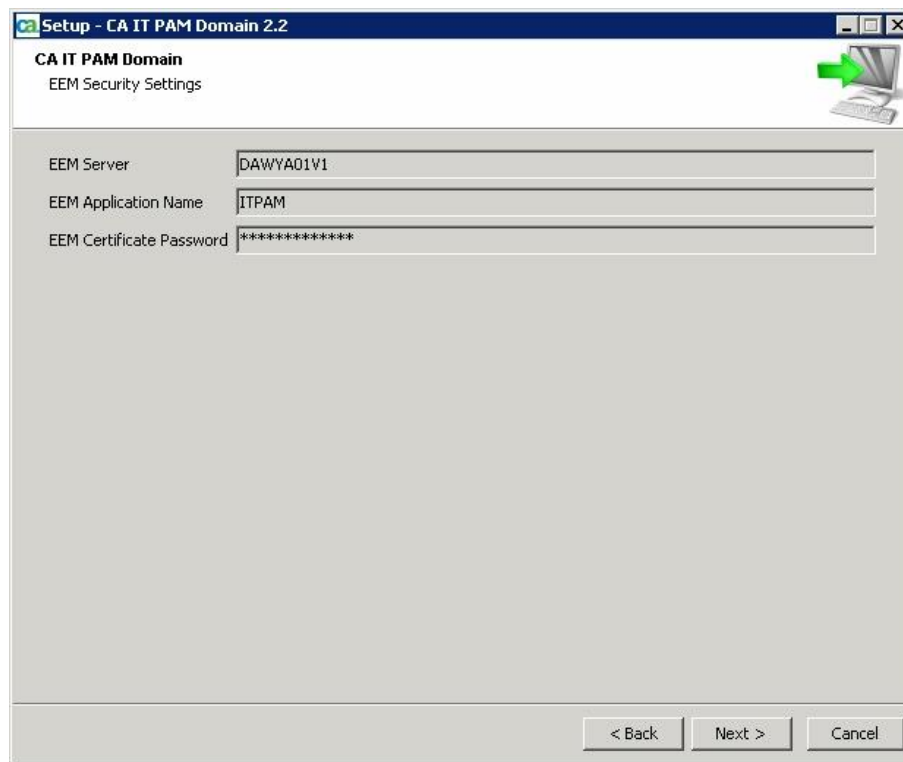 ca Setup - CA IT PAM Domain 2.2
CA IT PAM Domain
EEM Security Settings
EEM Server DAWYA01V1
EEM Application Name ITPAM
EEM Certificate Password *************
< Back Next > Cancel